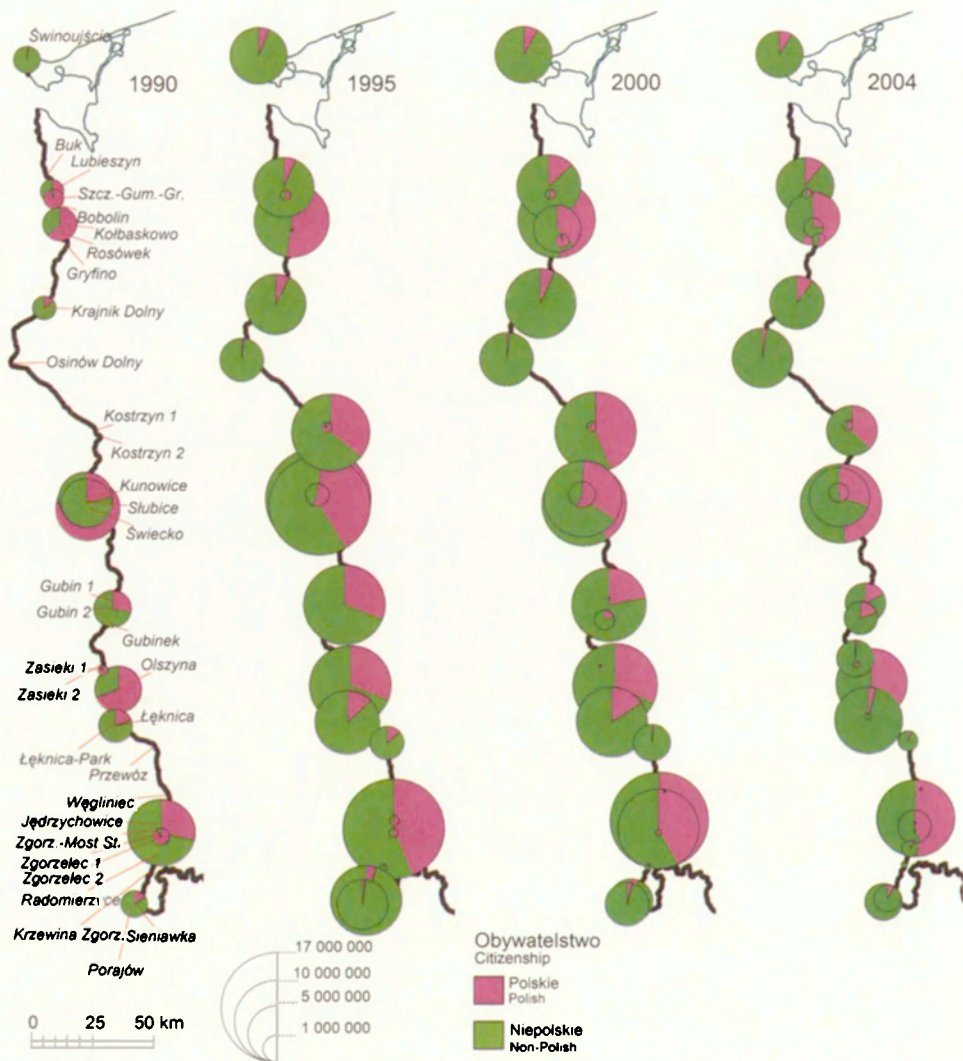 Świnoujście
1990
1995
2000
2004
Buk
Lubieszyn
Szcz.-Gum.-Gr.
Bobolin
Kołbaskowo
Rosówek
Gryfino
Krajnik Dolny
Osinów Dolny
Kostrzyn 1
Kostrzyn 2
Kunowice
Słubice
Świecko
Gubin 1
Gubin 2
Gubinek
Zasieki 1
Olszyna
Zasieki 2
Łęknica
Łęknica-Park
Przewóz
Węgliniec
Jędrzychowice
Zgorz.-Most St.
Zgorzelec 1
Zgorzelec 2
Radomierzyce
Krzewina Zgorz. Sieniawka
Porajów
17 000 000
10 000 000
5 000 000
1 000 000
Obywatelstwo
Citizenship
Polskie
Polish
Niepolskie
Non-Polish
0 25 50 km